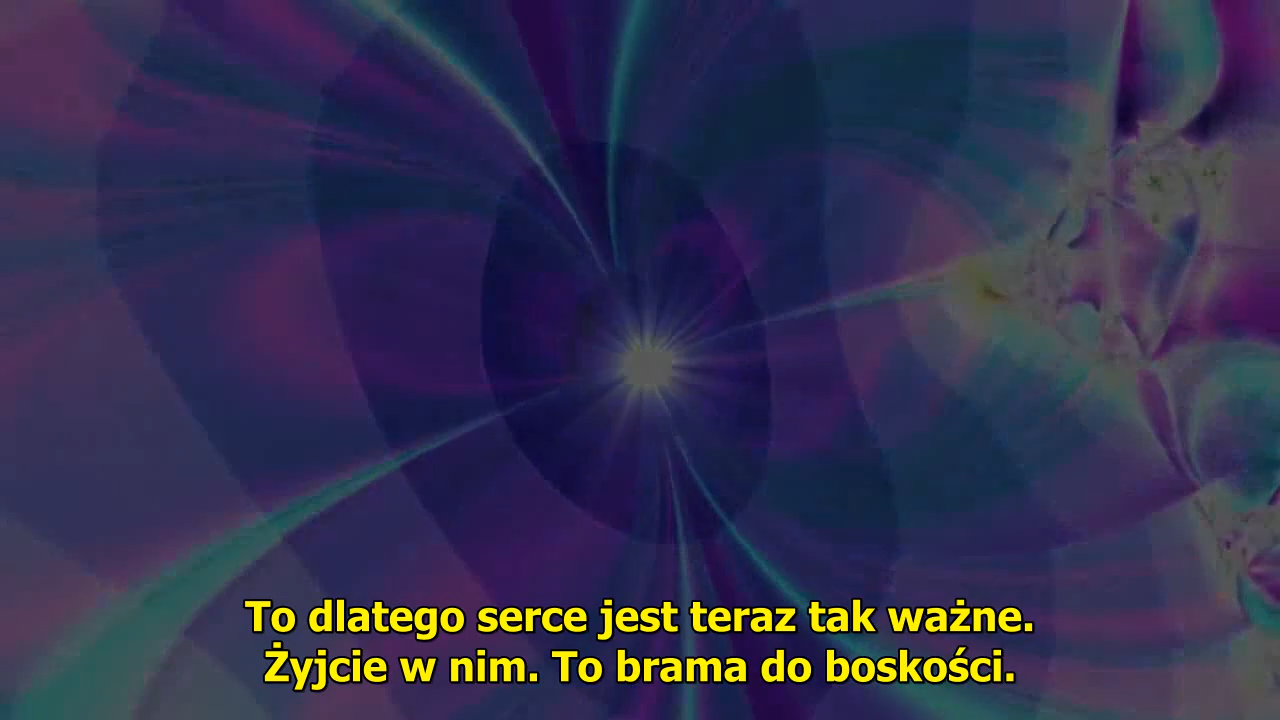 To dlatego serce jest teraz tak ważne.
Żyjcie w nim. To brama do boskości.